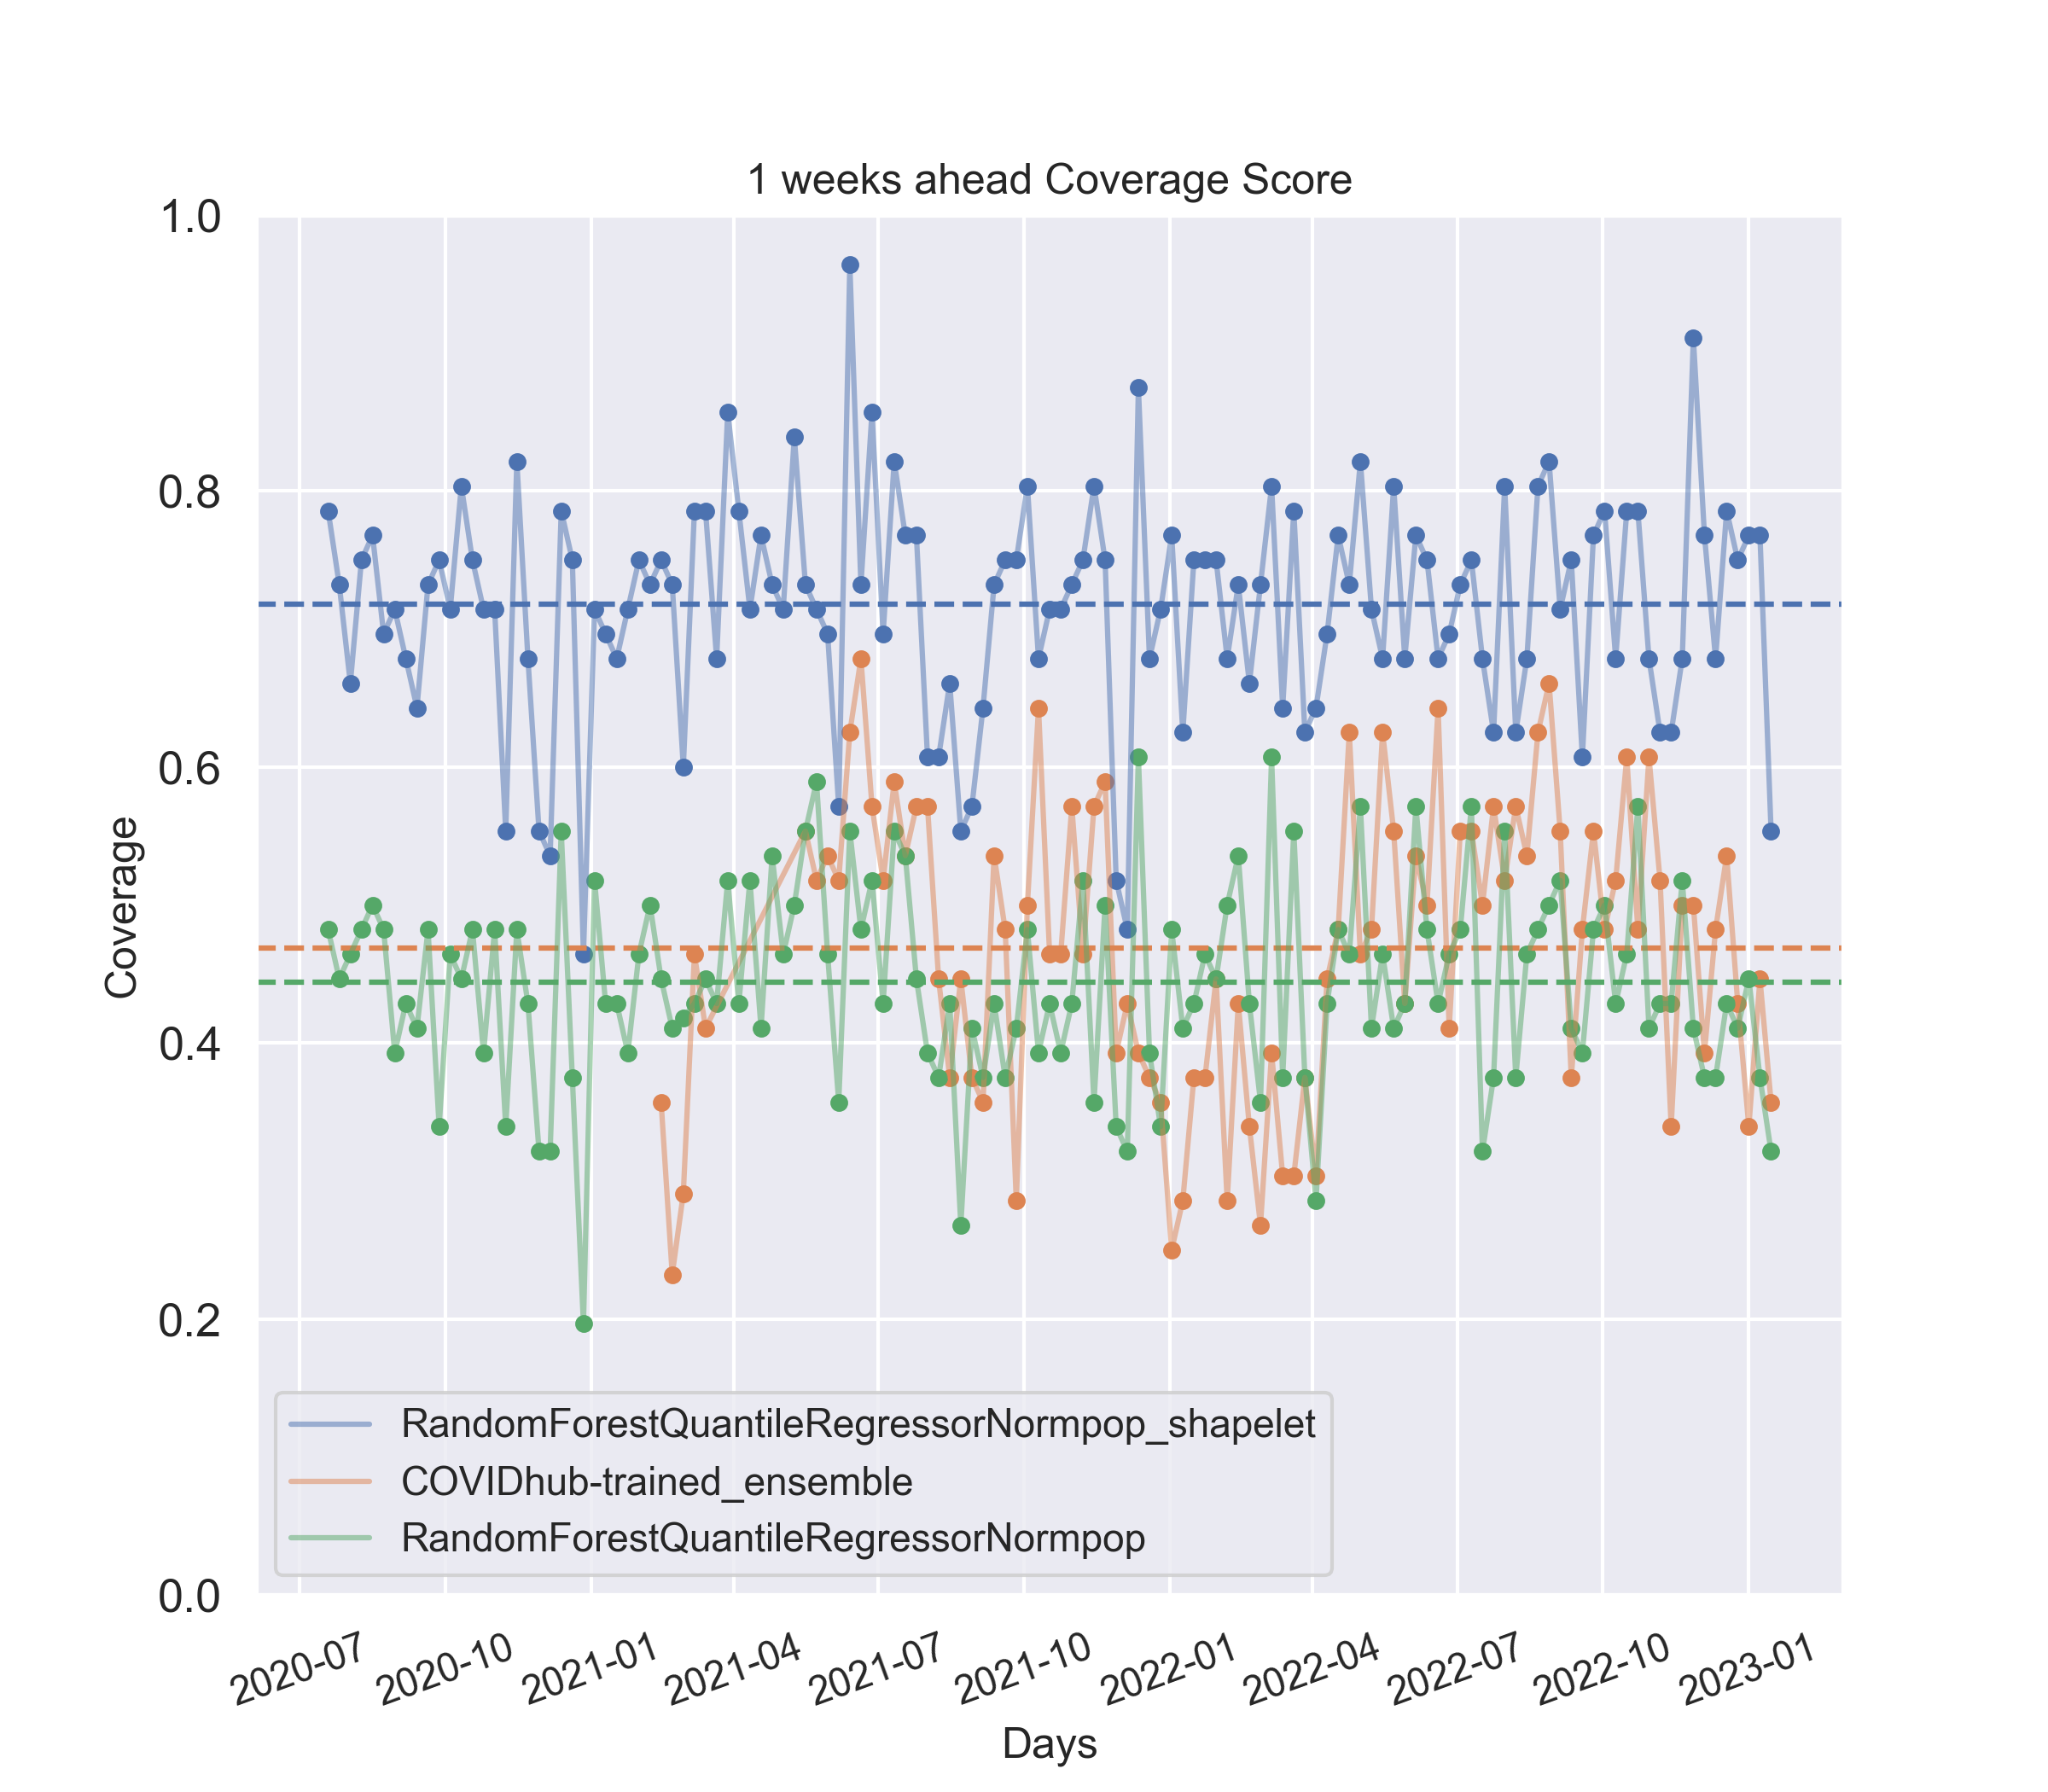 1 weeks ahead Coverage Score
1.0
0.8
0.6
0.4
0.2
0.0
Coverage
RandomForestQuantileRegressorNormpop_shapelet
COVIDhub-trained_ensemble
RandomForestQuantileRegressorNormpop
2020-07
2020-10
2021-01
2021-04
2021-07
2021-10
2022-01
2022-04
2022-07
2022-10
2023-01
Days